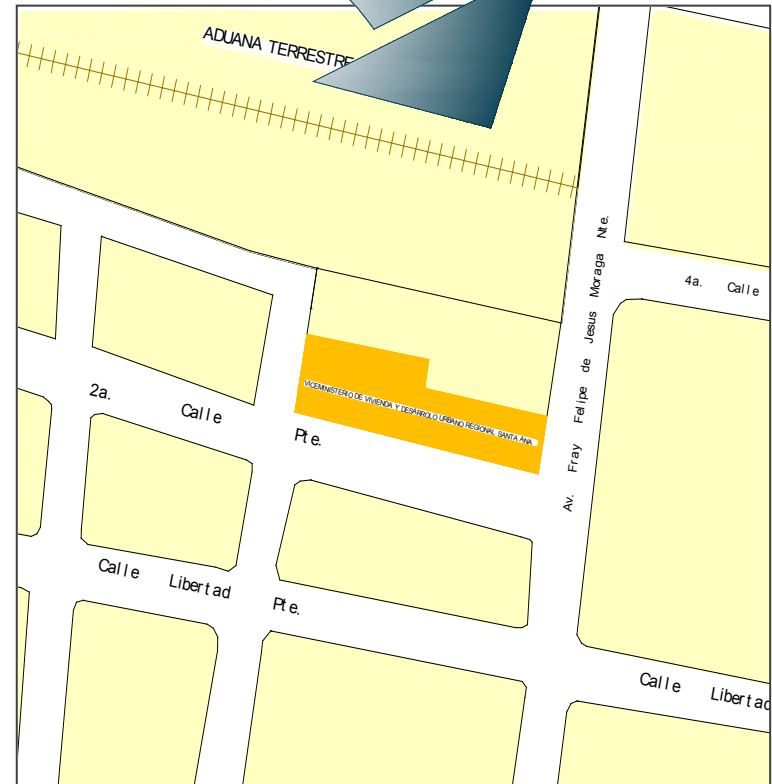 ADUANA TERRESTRE
Av. Fray Felipe de Jesus Moraga Nte.
4a. Calle
VICEMINISTERIO DE VIVIENDA Y DESARROLO URBANO REGIONAL SANTA ANA
2a. Calle Pte.
Calle Libertad Pte.
Calle Libertad